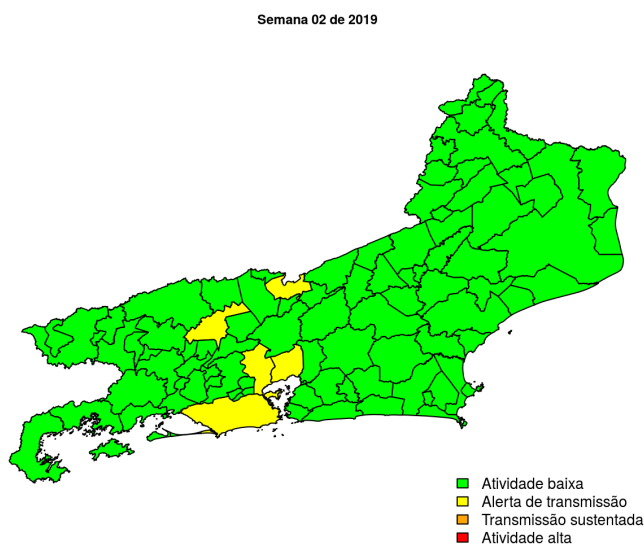 Semana 02 de 2019
Atividade baixa
Alerta de transmissão
Transmissão sustentada
Atividade alta